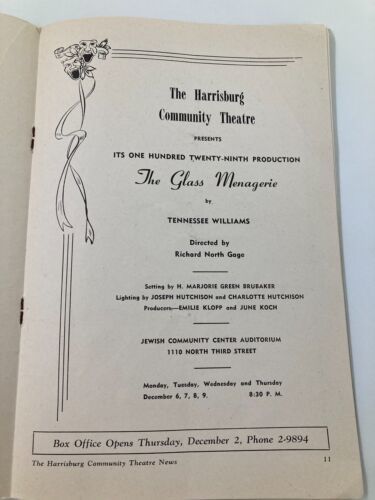 The Harrisburg
Community Theatre
PRESENTS
ITS ONE HUNDRED TWENTY-NINTH PRODUCTION
The Glass Menagerie
by
TENNESSEE WILLIAMS
Directed by
Richard North Gage
Setting by H. MARJORIE GREEN BRUBAKER
Lighting by JOSEPH HUTCHISON and CHARLOTTE HUTCHISON
Producers—EMILIE KLOPP and JUNE KOCH
JEWISH COMMUNITY CENTER AUDITORIUM
1110 NORTH THIRD STREET
Monday, Tuesday, Wednesday and Thursday
December 6, 7, 8, 9. 8:30 P. M.
Box Office Opens Thursday, December 2, Phone 2-9894
The Harrisburg Community Theatre News 11